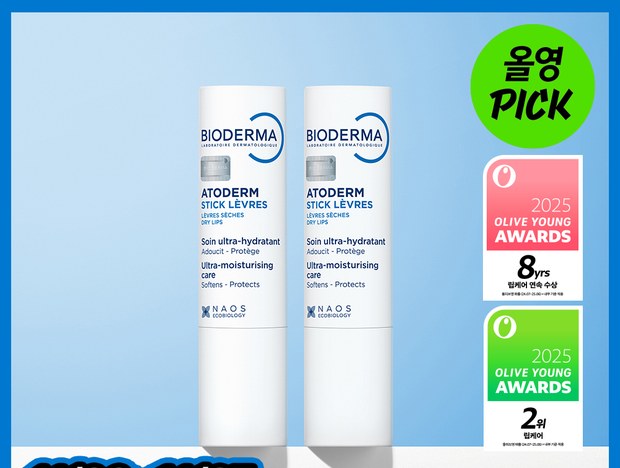 BIODERMA
LABORATOIRE DERMATOLOGIQUE
ATODERM
STICK LÈVRES
LÈVRES SÈCHES
DRY LIPS
Soin ultra-hydratant
Adoucit - Protège
Ultra-moisturising
care
Softens - Protects
NAOS
ECOBIOLOGY
BIODERMA
LABORATOIRE DERMATOLOGIQUE
ATODERM
STICK LÈVRES
LÈVRES SÈCHES
DRY LIPS
Soin ultra-hydratant
Adoucit - Protège
Ultra-moisturising
care
Softens - Protects
NAOS
ECOBIOLOGY
올영
PICK
2025
OLIVE YOUNG
AWARDS
8yrs
립케어 연속 수상
2025
OLIVE YOUNG
AWARDS
2위
립케어